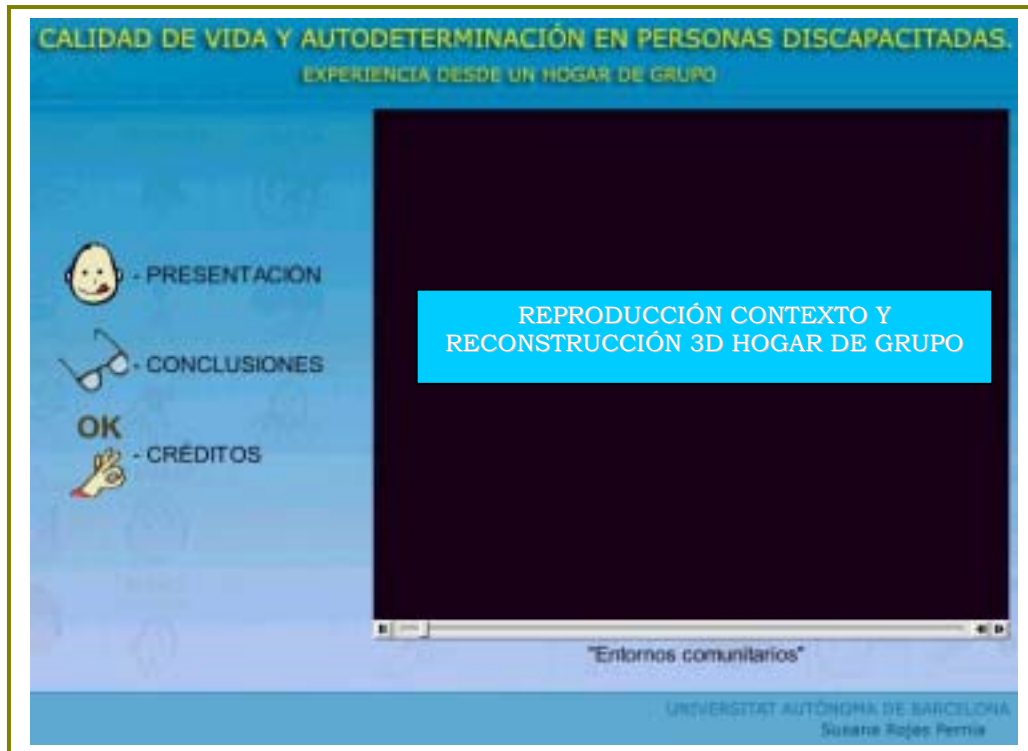 CALIDAD DE VIDA Y AUTODETERMINACIÓN EN PERSONAS DISCAPACITADAS.
EXPERIENCIA DESDE UN HOGAR DE GRUPO
- PRESENTACIÓN
REPRODUCCIÓN CONTEXTO Y
RECONSTRUCCIÓN 3D HOGAR DE GRUPO
- CONCLUSIONES
OK
- CRÉDITOS
"Entornos comunitarios"
UNIVERSITAT AUTÒNOMA DE BARCELONA
Susana Rojas Pernia